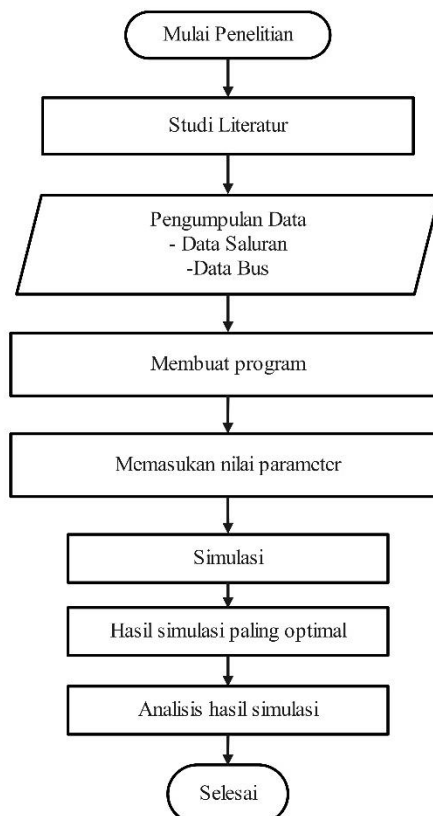 Mulai Penelitian
Studi Literatur
Pengumpulan Data
- Data Saluran
-Data Bus
Membuat program
Memasukan nilai parameter
Simulasi
Hasil simulasi paling optimal
Analisis hasil simulasi
Selesai